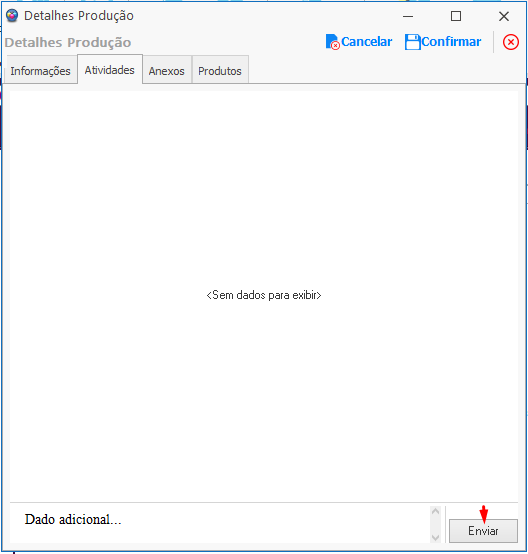 Detalhes Produção
Detalhes Produção Cancelar Confirmar
Informações Atividades Anexos Produtos
<Sem dados para exibir>
Dado adicional...
Enviar